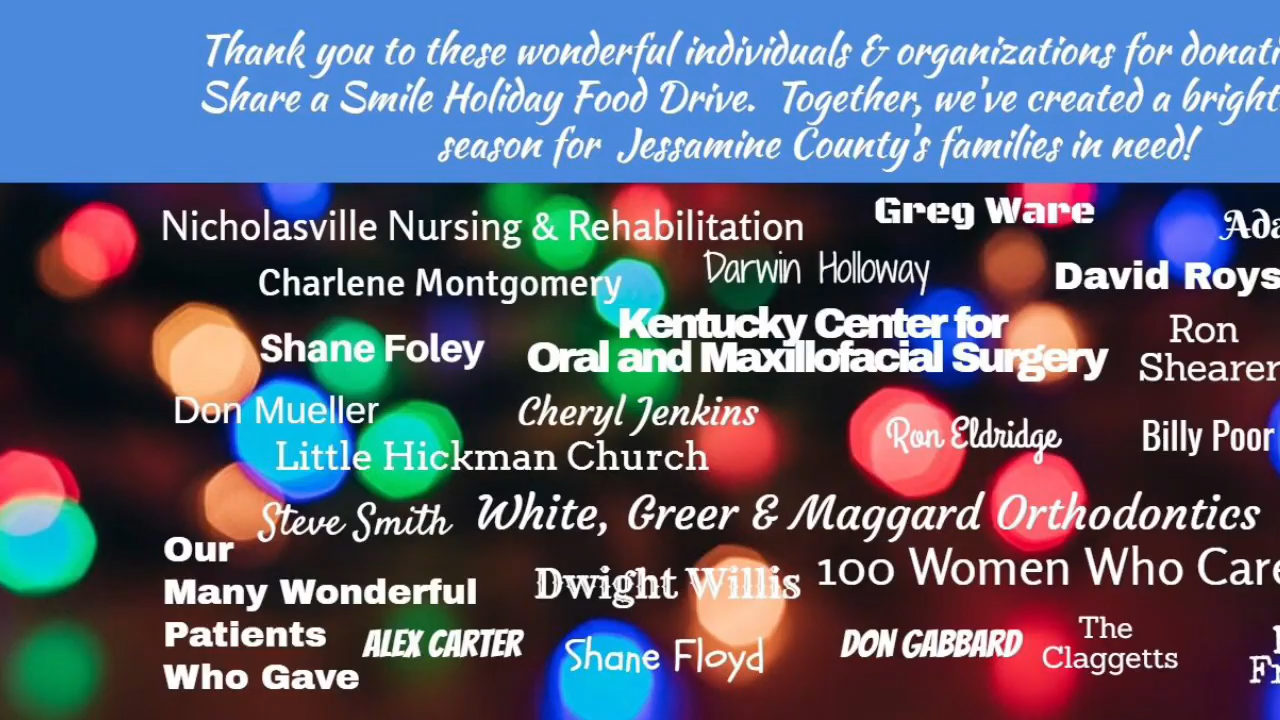 Thank you to these wonderful individuals & organizations for
Share a Smile Holiday Food Drive. Together, we've created a
season for Jessamine County's families in need!
Nicholasville Nursing & Rehabilitation
Greg Ware
Charlene Montgomery
Darwin Holloway
David
Shane Foley
Kentucky Center for
Oral and Maxillofacial Surgery
Ron
Shearer
Don Mueller
Cheryl Jenkins
Ron Eldridge
Billy Poor
Little Hickman Church
Steve Smith
White, Greer & Maggard Orthodontics
Our
Many Wonderful
Patients
Who Gave
Dwight Willis
100 Women Who Care
Alex Carter
Shane Floyd
Don Gabbard
The
Claggetts